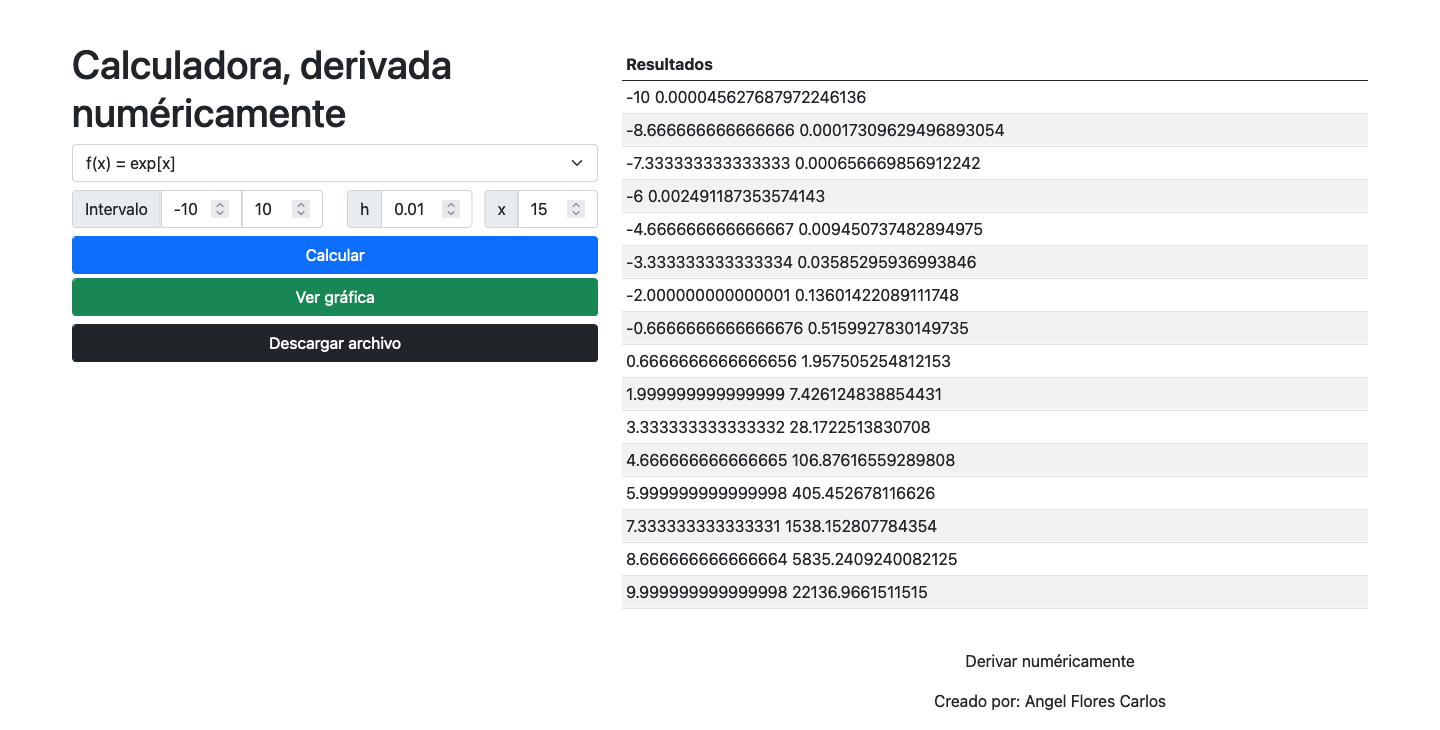 Calculadora, derivada
numéricamente
f(x) = exp[x]
Intervalo -10 10 h 0.01 x 15
Calcular
Ver gráfica
Descargar archivo
Resultados
-10 0.000045627687972246136
-8.666666666666666 0.00017309629496893054
-7.333333333333333 0.000656669856912242
-6 0.002491187353574143
-4.666666666666667 0.009450737482894975
-3.333333333333334 0.03585295936993846
-2.000000000000001 0.13601422089111748
-0.6666666666666676 0.5159927830149735
0.6666666666666656 1.957505254812153
1.999999999999999 7.426124838854431
3.333333333333332 28.1722513830708
4.666666666666665 106.87616559289808
5.999999999999998 405.452678116626
7.333333333333331 1538.152807784354
8.666666666666664 5835.2409240082125
9.999999999999998 22136.9661511515
Derivar numéricamente
Creado por: Angel Flores Carlos